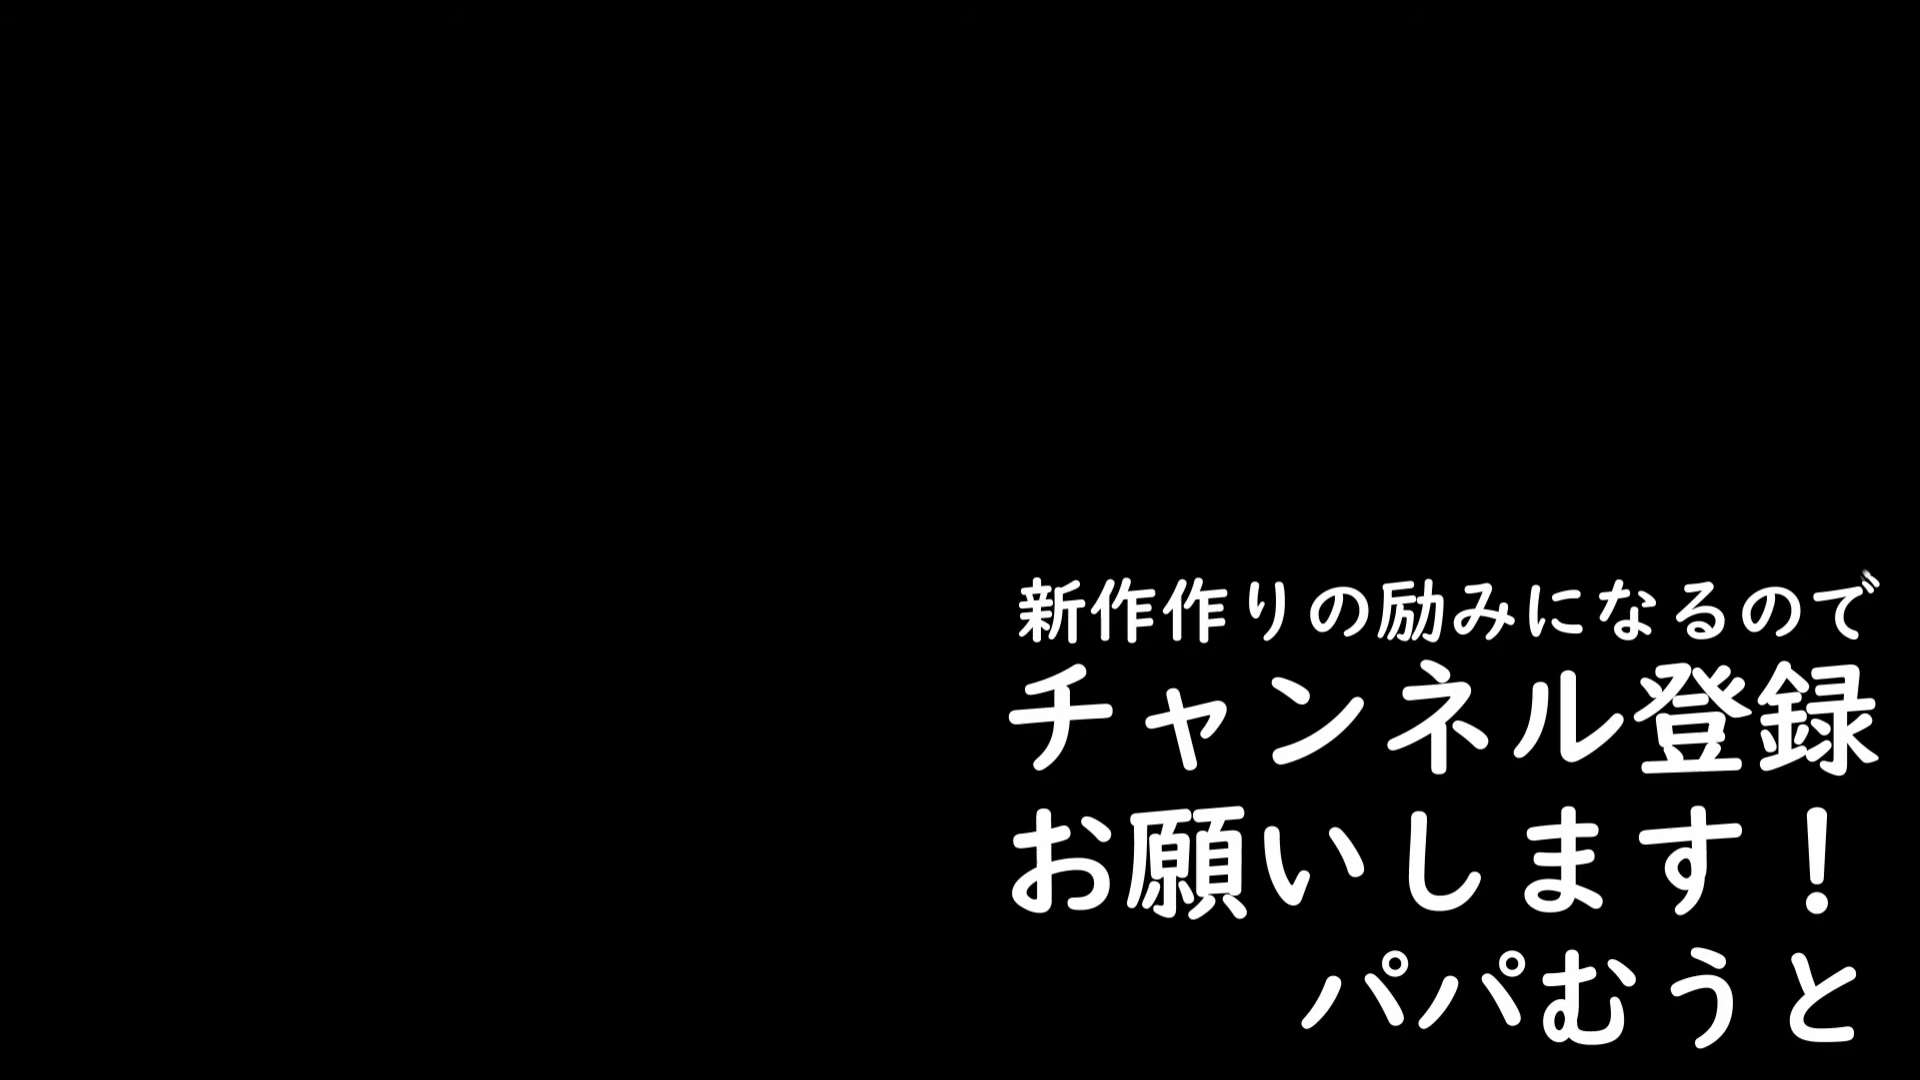 新作作りの励みになるので
チャンネル登録
お願いします！
パパむうと